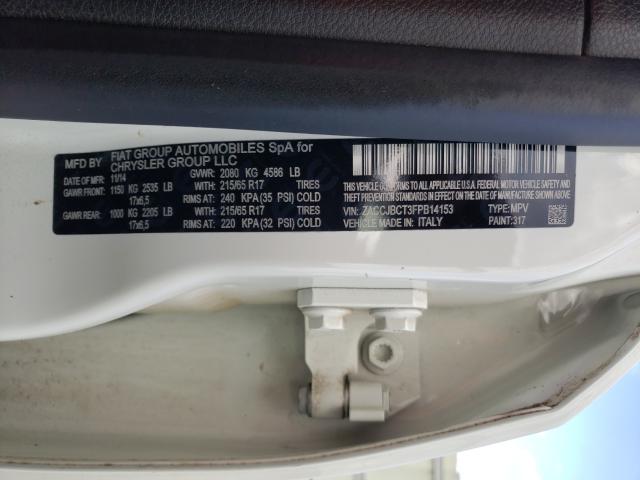 MFD BY FIAT GROUP AUTOMOBILES SpA for
CHRYSLER GROUP LLC
DATE OF MFR: GVWR: 2080 KG 4586 LB
11/14
GAWR FRONT: 1150 KG 2535 LB WITH 215/65 R17 TIRES
17x6,5 RIMS AT: 240 KPA (35 PSI) COLD
GAWR REAR: 1000 KG 2205 LB WITH 215/65 R17 TIRES
17x6,5 RIMS AT: 220 KPA (32 PSI) COLD
THIS VEHICLE CONFORMS TO ALL APPLICABLE U.S.A. FEDERAL MOTOR VEHICLE
SAFETY, BUMPER, AND THEFT PREVENTION STANDARDS IN EFFECT ON THE DATE
OF MANUFACTURE SHOWN ABOVE.
VIN: ZACCJBCT3FPB14153 TYPE: MPV
VEHICLE MADE IN: ITALY PAINT: 317